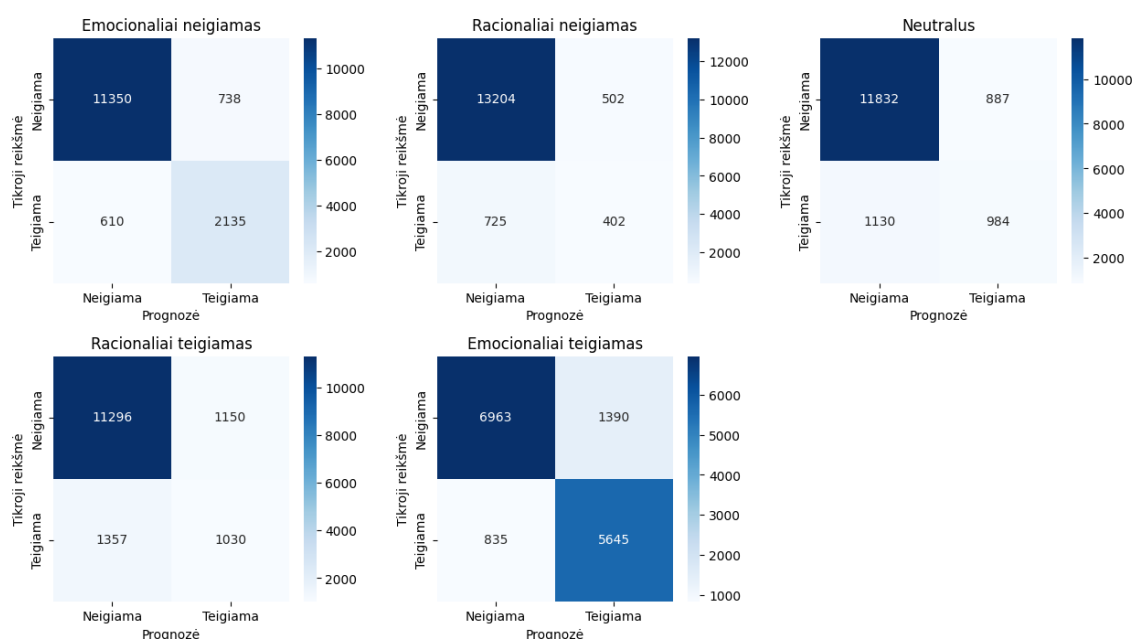 Emocionaliai neigiamas
Tikroji reikšmė
Neigiama
Teigiama
11350
738
610
2135
Neigiama
Teigiama
Prognozė
10000
8000
6000
4000
2000
Racionaliai neigiamas
Tikroji reikšmė
Neigiama
Teigiama
13204
502
725
402
Neigiama
Teigiama
Prognozė
12000
10000
8000
6000
4000
2000
Neutralus
Tikroji reikšmė
Neigiama
Teigiama
11832
887
1130
984
Neigiama
Teigiama
Prognozė
10000
8000
6000
4000
2000
Racionaliai teigiamas
Tikroji reikšmė
Neigiama
Teigiama
11296
1150
1357
1030
Neigiama
Teigiama
Prognozė
10000
8000
6000
4000
2000
Emocionaliai teigiamas
Tikroji reikšmė
Neigiama
Teigiama
6963
1390
835
5645
Neigiama
Teigiama
Prognozė
6000
5000
4000
3000
2000
1000